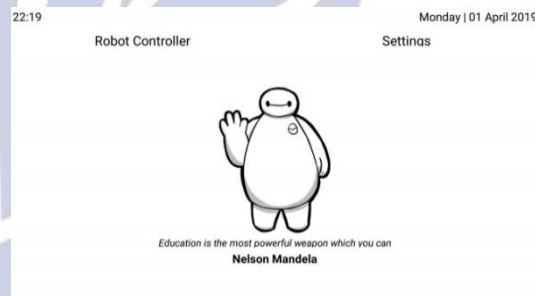 22:19 Monday | 01 April 2019
Robot Controller Settings
Education is the most powerful weapon which you can
Nelson Mandela